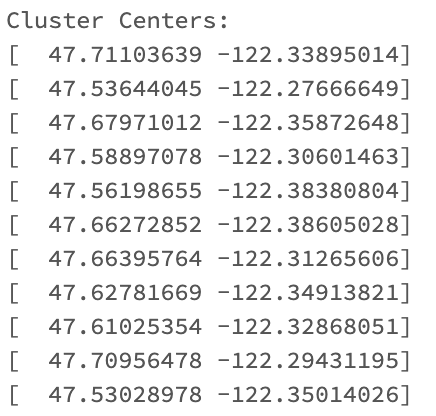 Cluster Centers:
[  47.71103639 -122.33895014]
[  47.53644045 -122.27666649]
[  47.67971012 -122.35872648]
[  47.58897078 -122.30601463]
[  47.56198655 -122.38380804]
[  47.66272852 -122.38605028]
[  47.66395764 -122.31265606]
[  47.62781669 -122.34913821]
[  47.61025354 -122.32868051]
[  47.70956478 -122.29431195]
[  47.53028978 -122.35014026]